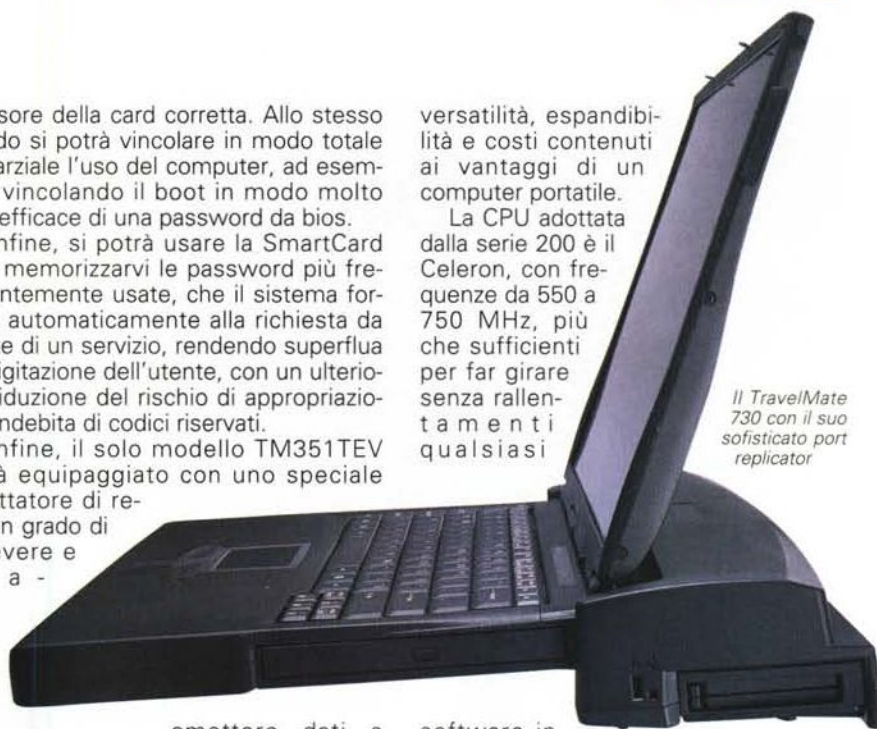 sore della card corretta. Allo stesso
do si potrà vincolare in modo totale
arziale l'uso del computer, ad esem-
vincolando il boot in modo molto
efficace di una password da bios.
nfine, si potrà usare la SmartCard
memorizzarvi le password più fre-
ntemente usate, che il sistema for-
automaticamente alla richiesta da
e di un servizio, rendendo superflua
igitazione dell'utente, con un ulterio-
iduzione del rischio di appropriazio-
ndebita di codici riservati.
nfine, il solo modello TM351TEV
à equipaggiato con uno speciale
ttatore di re-
n grado di
vere e
a -
emettere dati a
versatilità, espandibi-
lità e costi contenuti
ai vantaggi di un
computer portatile.
La CPU adottata
dalla serie 200 è il
Celeron, con fre-
quenze da 550 a
750 MHz, più
che sufficienti
per far girare
senza rallen-
tamenti
qualsiasi
software in
Il TravelMate
730 con il suo
sofisticato port
replicator